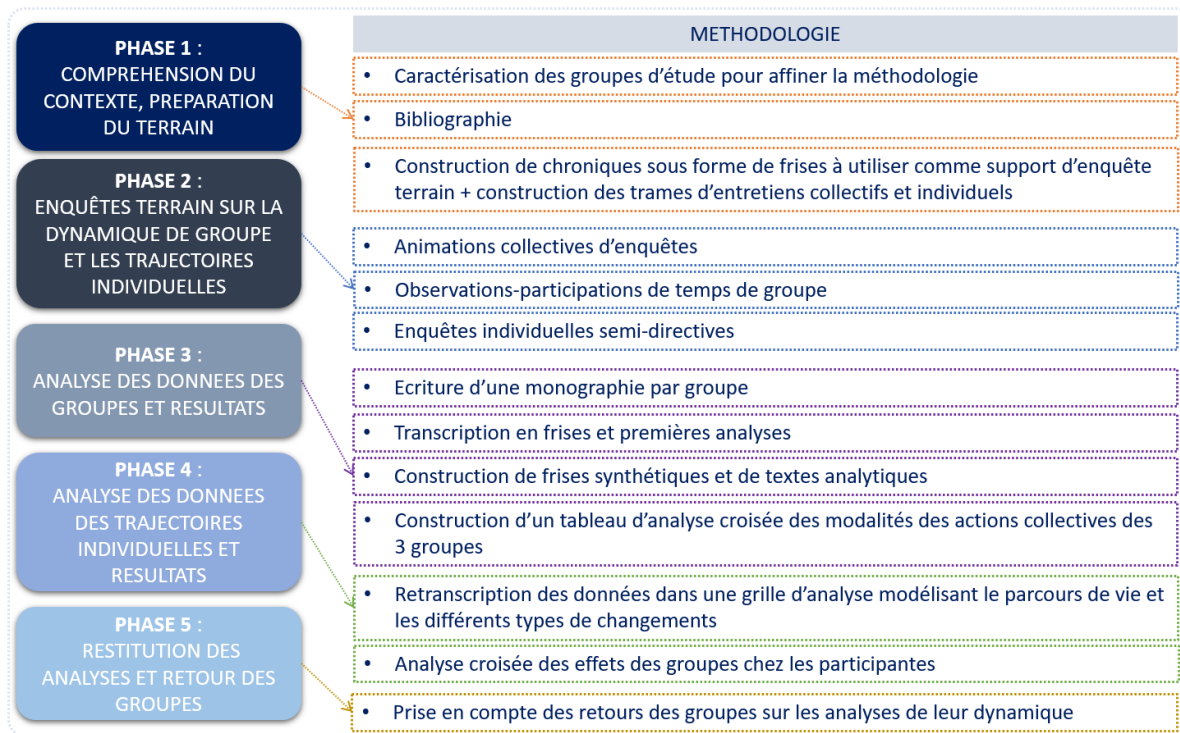 METHODOLOGIE
PHASE 1 :
COMPREHENSION DU
CONTEXTE, PREPARATION
DU TERRAIN
• Caractérisation des groupes d’étude pour affiner la méthodologie
• Bibliographie
• Construction de chroniques sous forme de frises à utiliser comme support d’enquête
terrain + construction des trames d’entretiens collectifs et individuels
PHASE 2 :
ENQUÊTES TERRAIN SUR LA
DYNAMIQUE DE GROUPE
ET LES TRAJECTOIRES
INDIVIDUELLES
• Animations collectives d’enquêtes
• Observations-participations de temps de groupe
• Enquêtes individuelles semi-directives
PHASE 3 :
ANALYSE DES DONNEES DES
GROUPES ET RESULTATS
• Ecriture d’une monographie par groupe
• Transcription en frises et premières analyses
• Construction de frises synthétiques et de textes analytiques
• Construction d’un tableau d’analyse croisée des modalités des actions collectives des
3 groupes
PHASE 4 :
ANALYSE DES DONNEES
DES TRAJECTOIRES
INDIVIDUELLES ET
RESULTATS
• Retranscription des données dans une grille d’analyse modélisant le parcours de vie et
les différents types de changements
• Analyse croisée des effets des groupes chez les participantes
PHASE 5 :
RESTITUTION DES
ANALYSES ET RETOUR DES
GROUPES
• Prise en compte des retours des groupes sur les analyses de leur dynamique